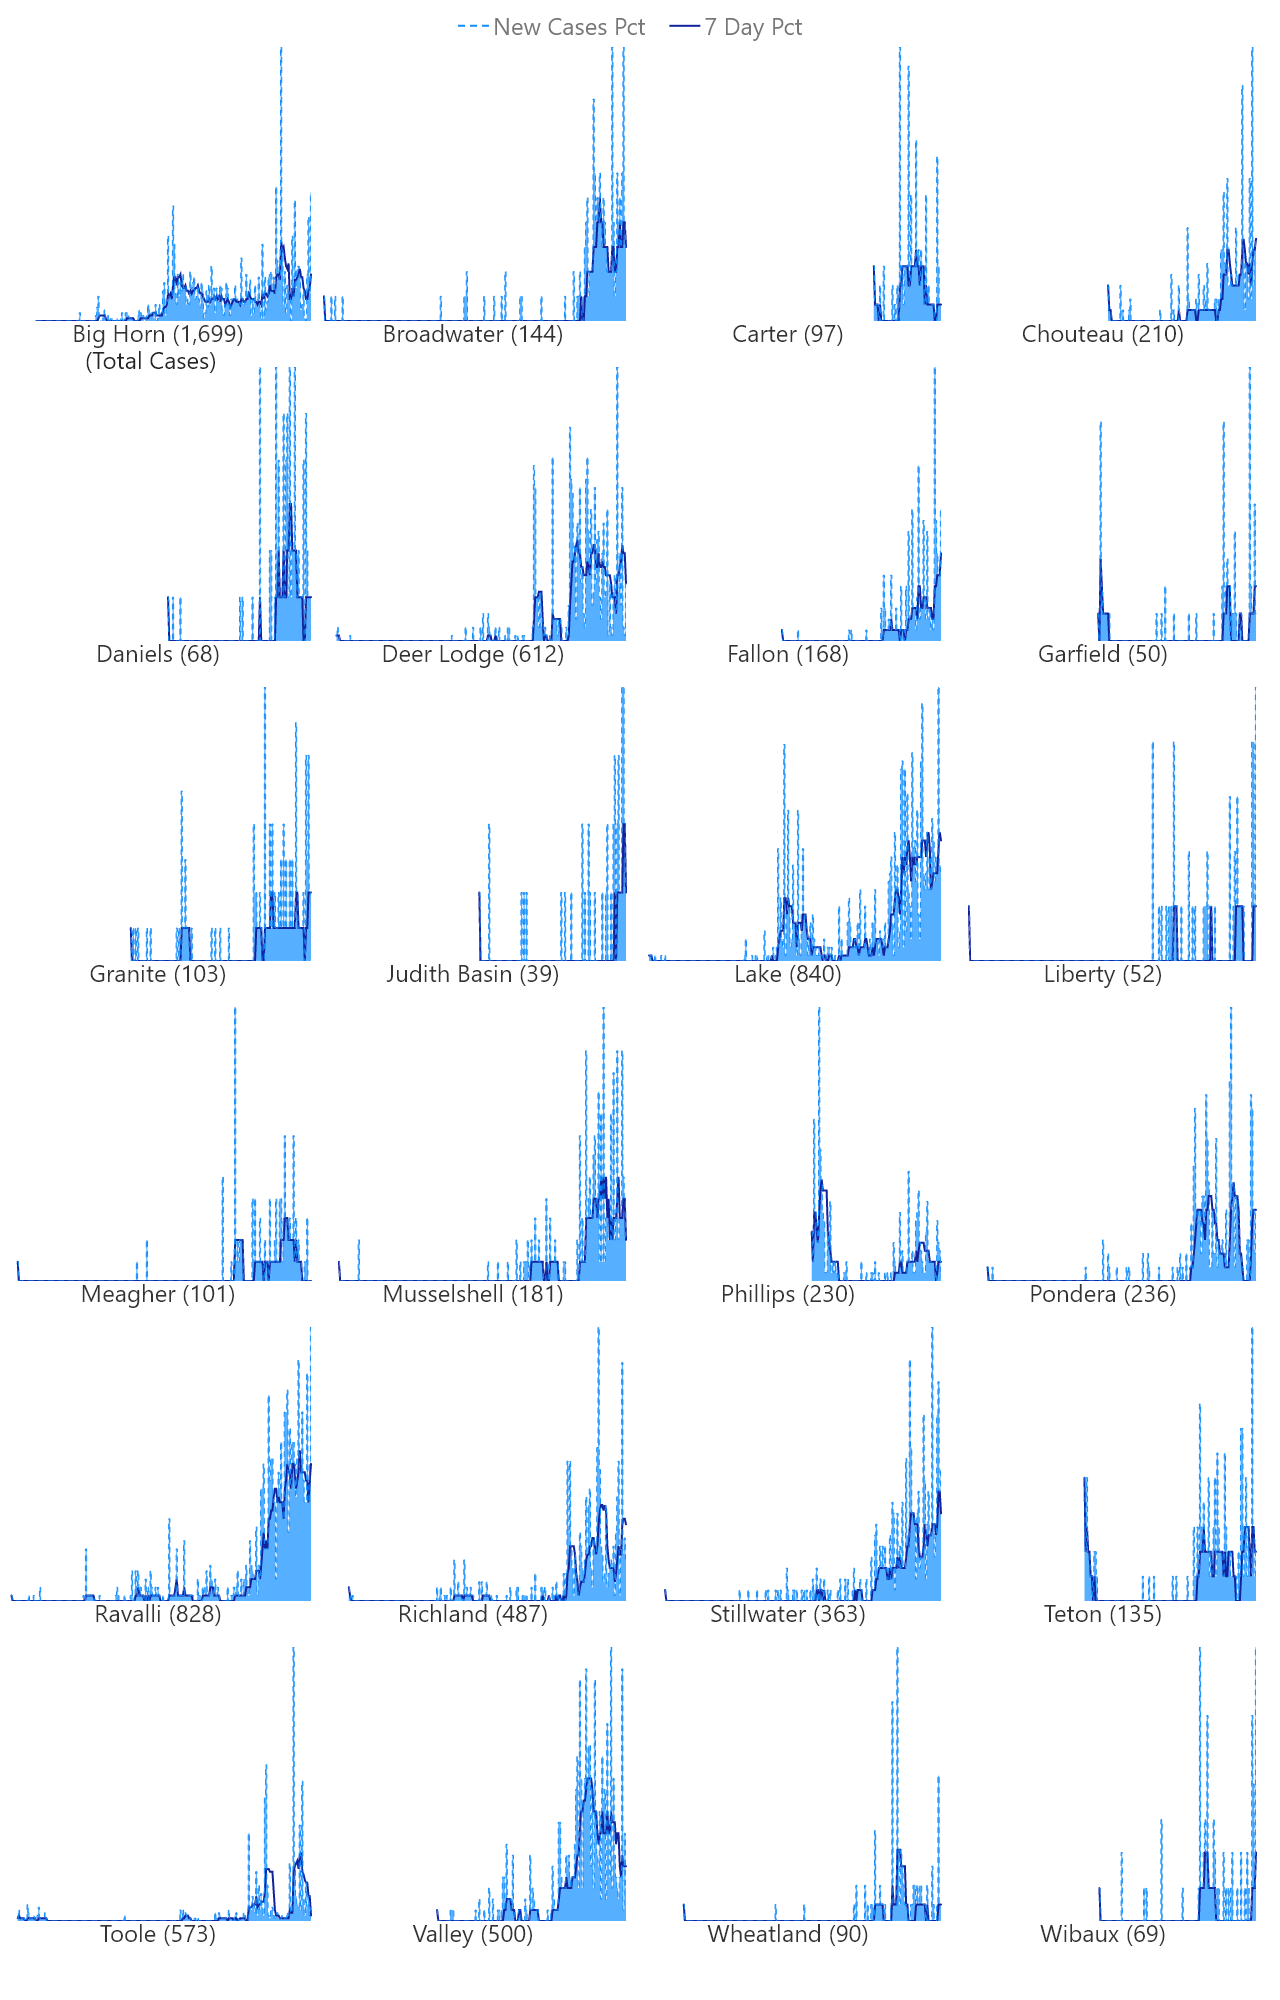 New Cases Pct 7 Day Pct
Big Horn (1,699) Broadwater (144) Carter (97) Chouteau (210)
(Total Cases)
Daniels (68) Deer Lodge (612) Fallon (168) Garfield (50)
Granite (103) Judith Basin (39) Lake (840) Liberty (52)
Meagher (101) Musselshell (181) Phillips (230) Pondera (236)
Ravalli (828) Richland (487) Stillwater (363) Teton (135)
Toole (573) Valley (500) Wheatland (90) Wibaux (69)